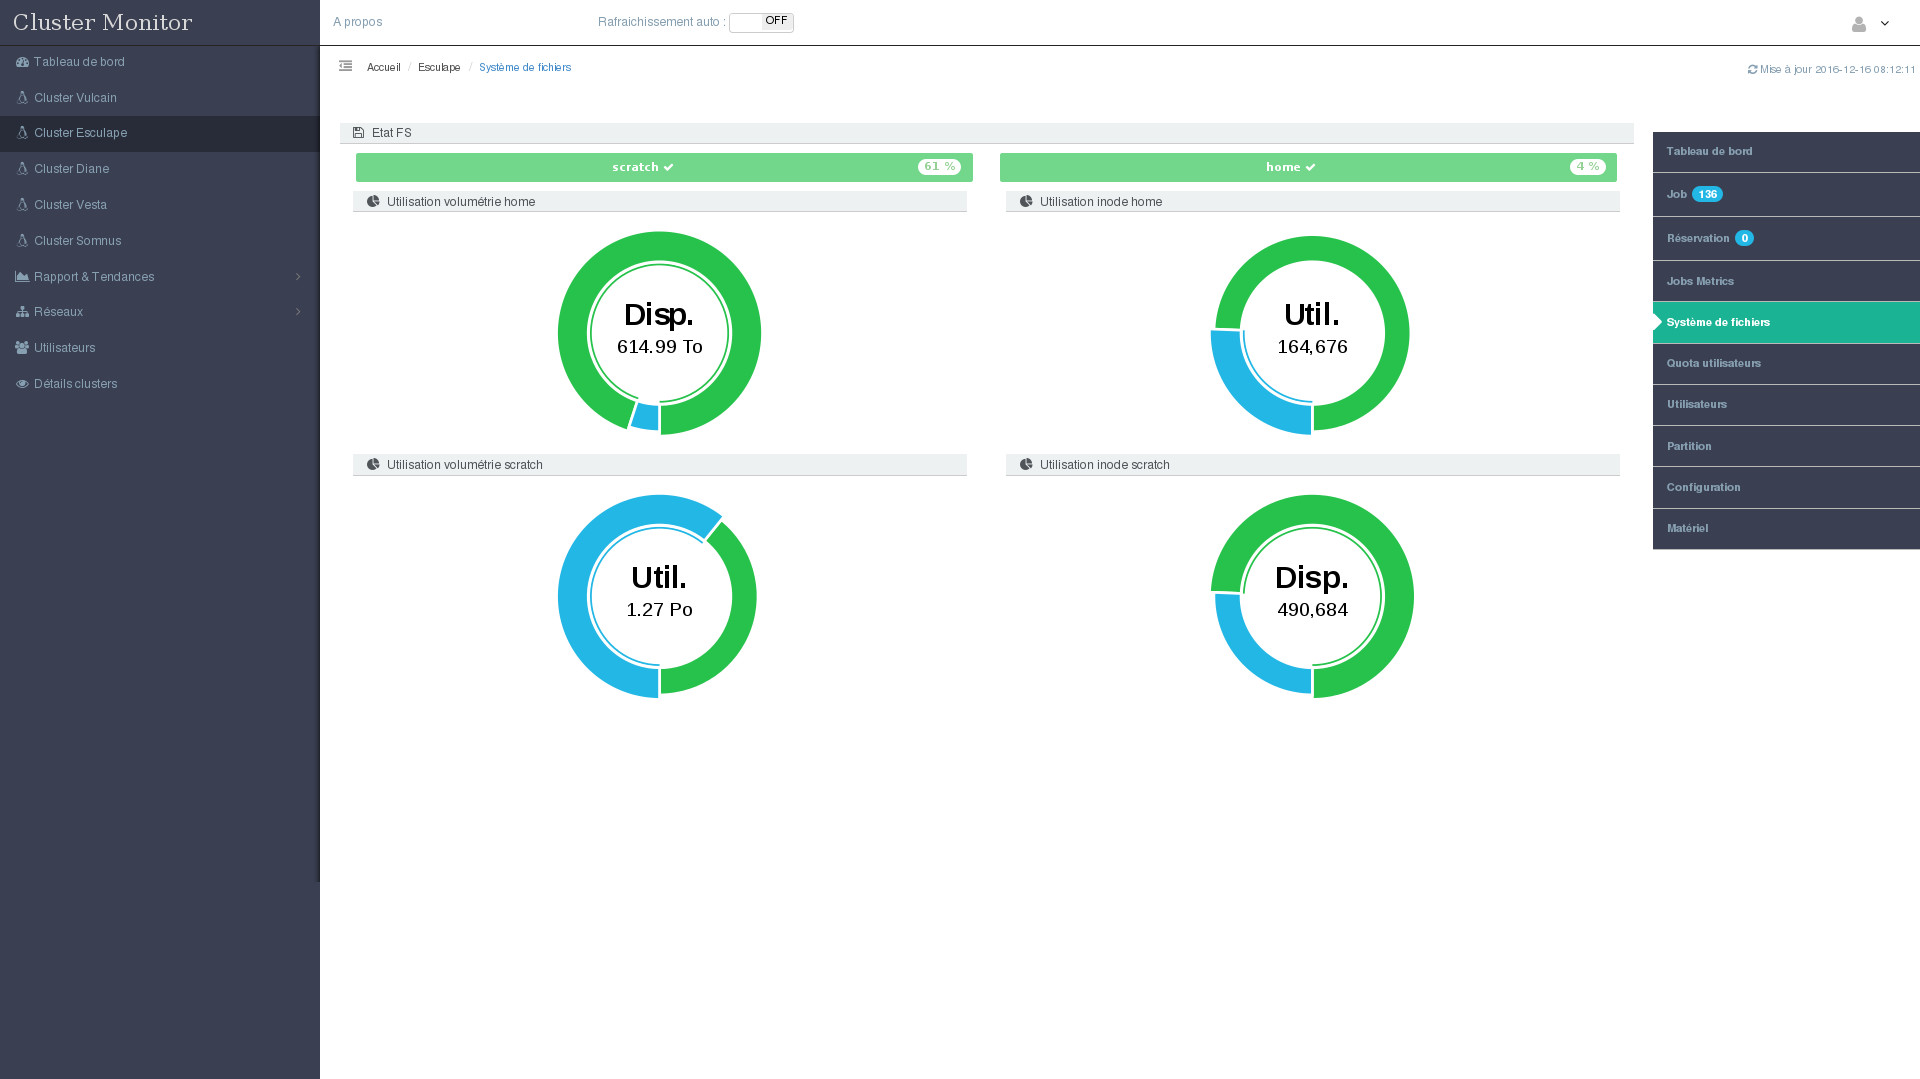 Cluster Monitor
A propos
Rafraichissement auto : OFF
Tableau de bord
Cluster Vulcain
Cluster Esculape
Cluster Diane
Cluster Vesta
Cluster Somnus
Rapport & Tendances
Réseaux
Utilisateurs
Détails clusters
Accueil / Esculape / Système de fichiers
Mise à jour 2016-12-16 08:12:11
Etat FS
scratch 61 %
home 4 %
Utilisation volumétrie home
Disp.
614.99 To
Utilisation inode home
Util.
164,676
Utilisation volumétrie scratch
Util.
1.27 Po
Utilisation inode scratch
Disp.
490,684
Tableau de bord
Job 136
Réservation 0
Jobs Metrics
Système de fichiers
Quota utilisateurs
Utilisateurs
Partition
Configuration
Matériel